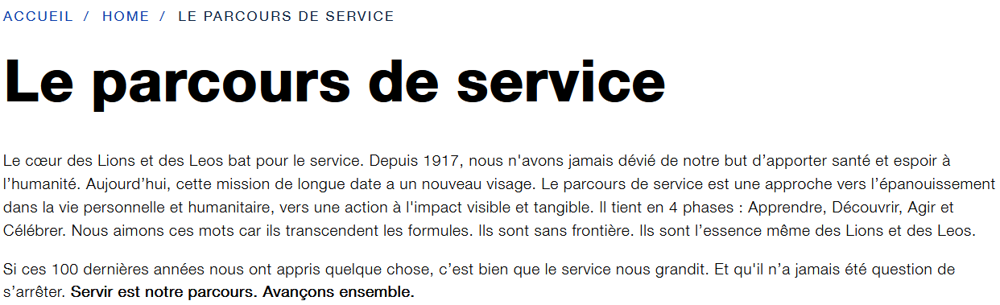 ACCUEIL / HOME / LE PARCOURS DE SERVICE
Le parcours de service
Le cœur des Lions et des Leos bat pour le service. Depuis 1917, nous n'avons jamais dévié de notre but d’apporter santé et espoir à
l’humanité. Aujourd’hui, cette mission de longue date a un nouveau visage. Le parcours de service est une approche vers l’épanouissement
dans la vie personnelle et humanitaire, vers une action à l'impact visible et tangible. Il tient en 4 phases : Apprendre, Découvrir, Agir et
Célébrer. Nous aimons ces mots car ils transcendent les formules. Ils sont sans frontière. Ils sont l’essence même des Lions et des Leos.
Si ces 100 dernières années nous ont appris quelque chose, c’est bien que le service nous grandit. Et qu'il n’a jamais été question de
s’arrêter. Servir est notre parcours. Avançons ensemble.